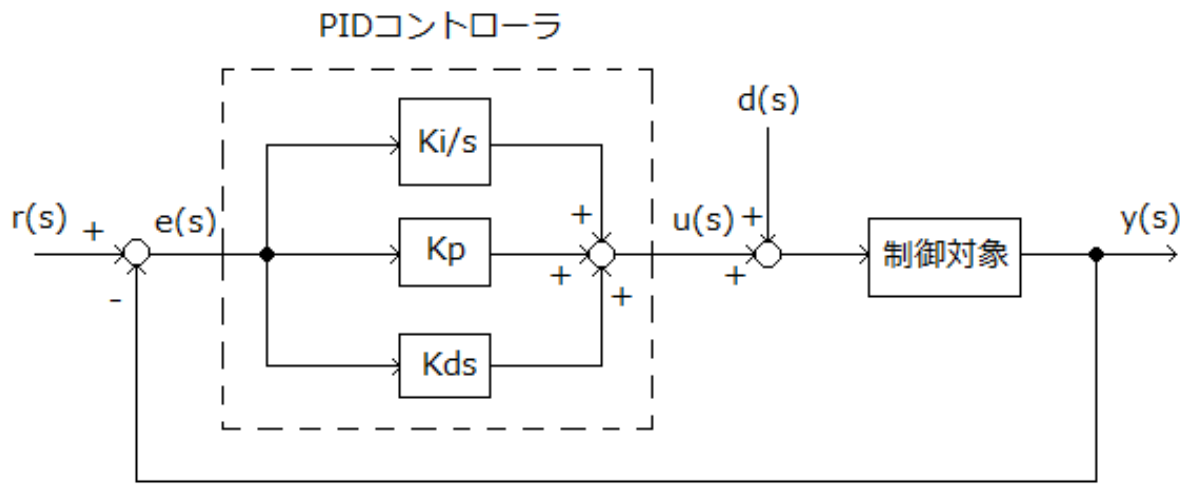 PIDコントローラ
d(s)
Ki/s
r(s)
+
e(s)
+
u(s)
+
y(s)
Kp
制御対象
-
+
+
+
Kds